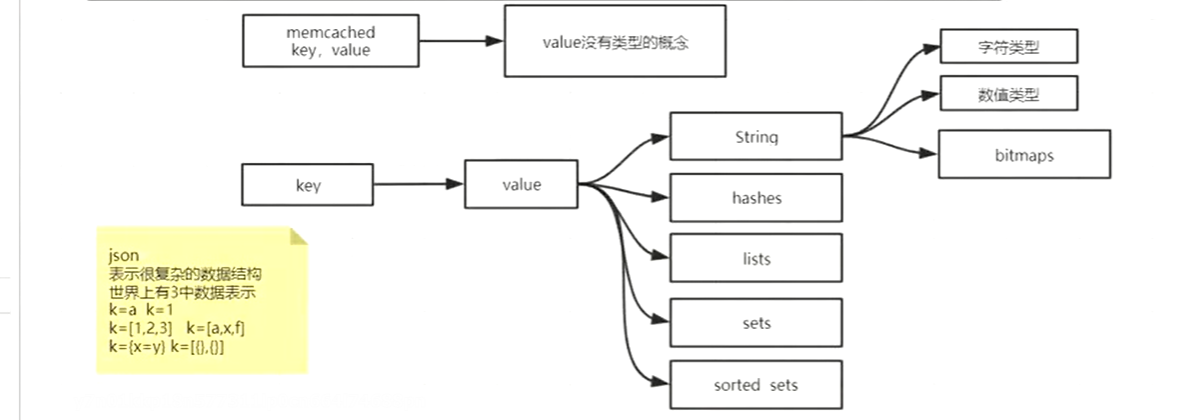 memcached
key，value
value没有类型的概念
字符类型
数值类型
String
bitmaps
key
value
hashes
lists
sets
sorted sets
json
表示很复杂的数据结构
世界上有3中数据表示
k=a k=1
k=[1,2,3] k=[a,x,f]
k={x=y} k=[{},{}]